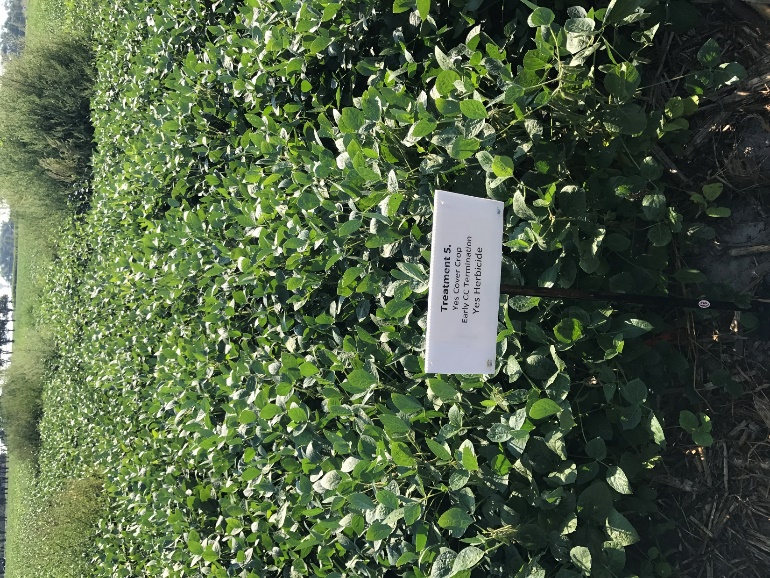 Treatment 5.
Yes Cover Crop
Early CC Termination
Yes Herbicide